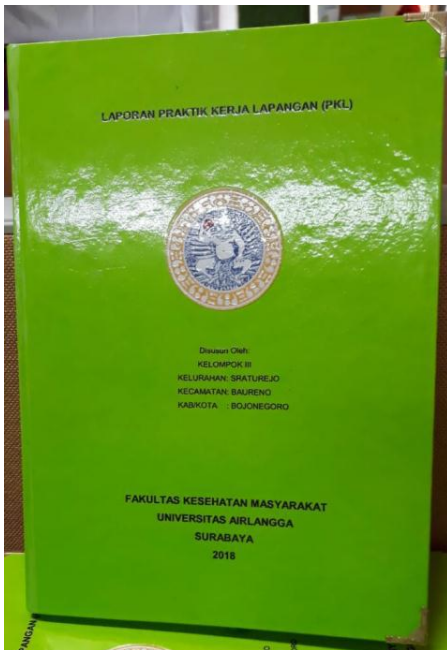 LAPORAN PRAKTIK KERJA LAPANGAN (PKL)
Disusun Oleh:
KELOMPOK III
KELURAHAN: SRATUREJO
KECAMATAN: BAURENO
KAB/KOTA : BOJONEGORO
FAKULTAS KESEHATAN MASYARAKAT
UNIVERSITAS AIRLANGGA
SURABAYA
2018